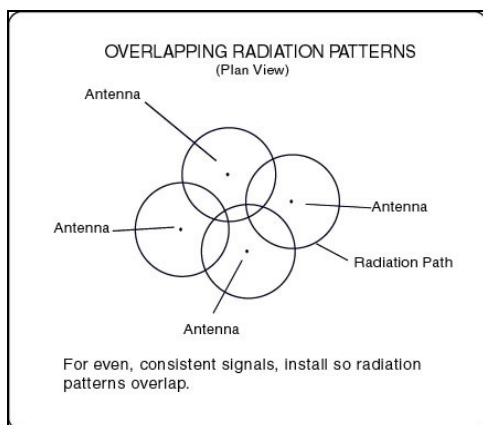 OVERLAPPING RADIATION PATTERNS
(Plan View)
Antenna
Antenna
Antenna
Radiation Path
Antenna
For even, consistent signals, install so radiation
patterns overlap.